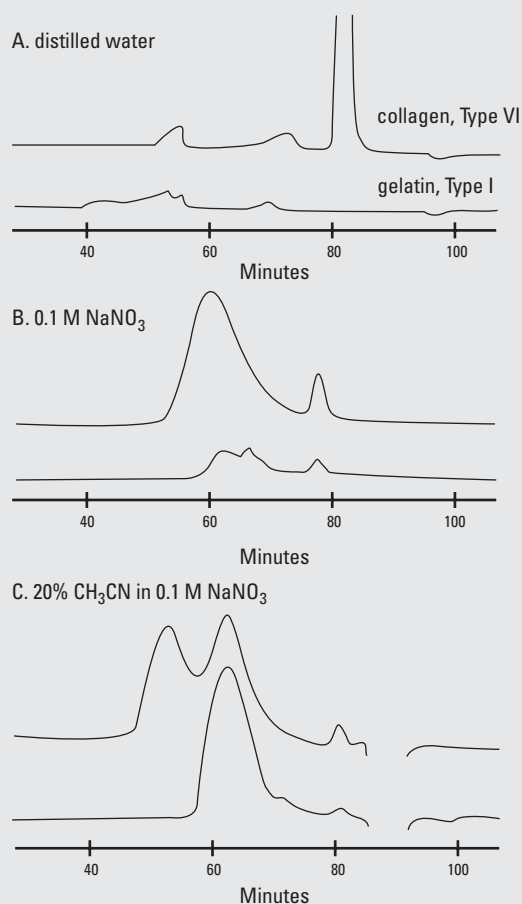 A. distilled water
collagen, Type VI
gelatin, Type I
40 60 80 100
Minutes
B. 0.1 M NaNO₃
40 60 80 100
Minutes
C. 20% CH₃CN in 0.1 M NaNO₃
40 60 80 100
Minutes